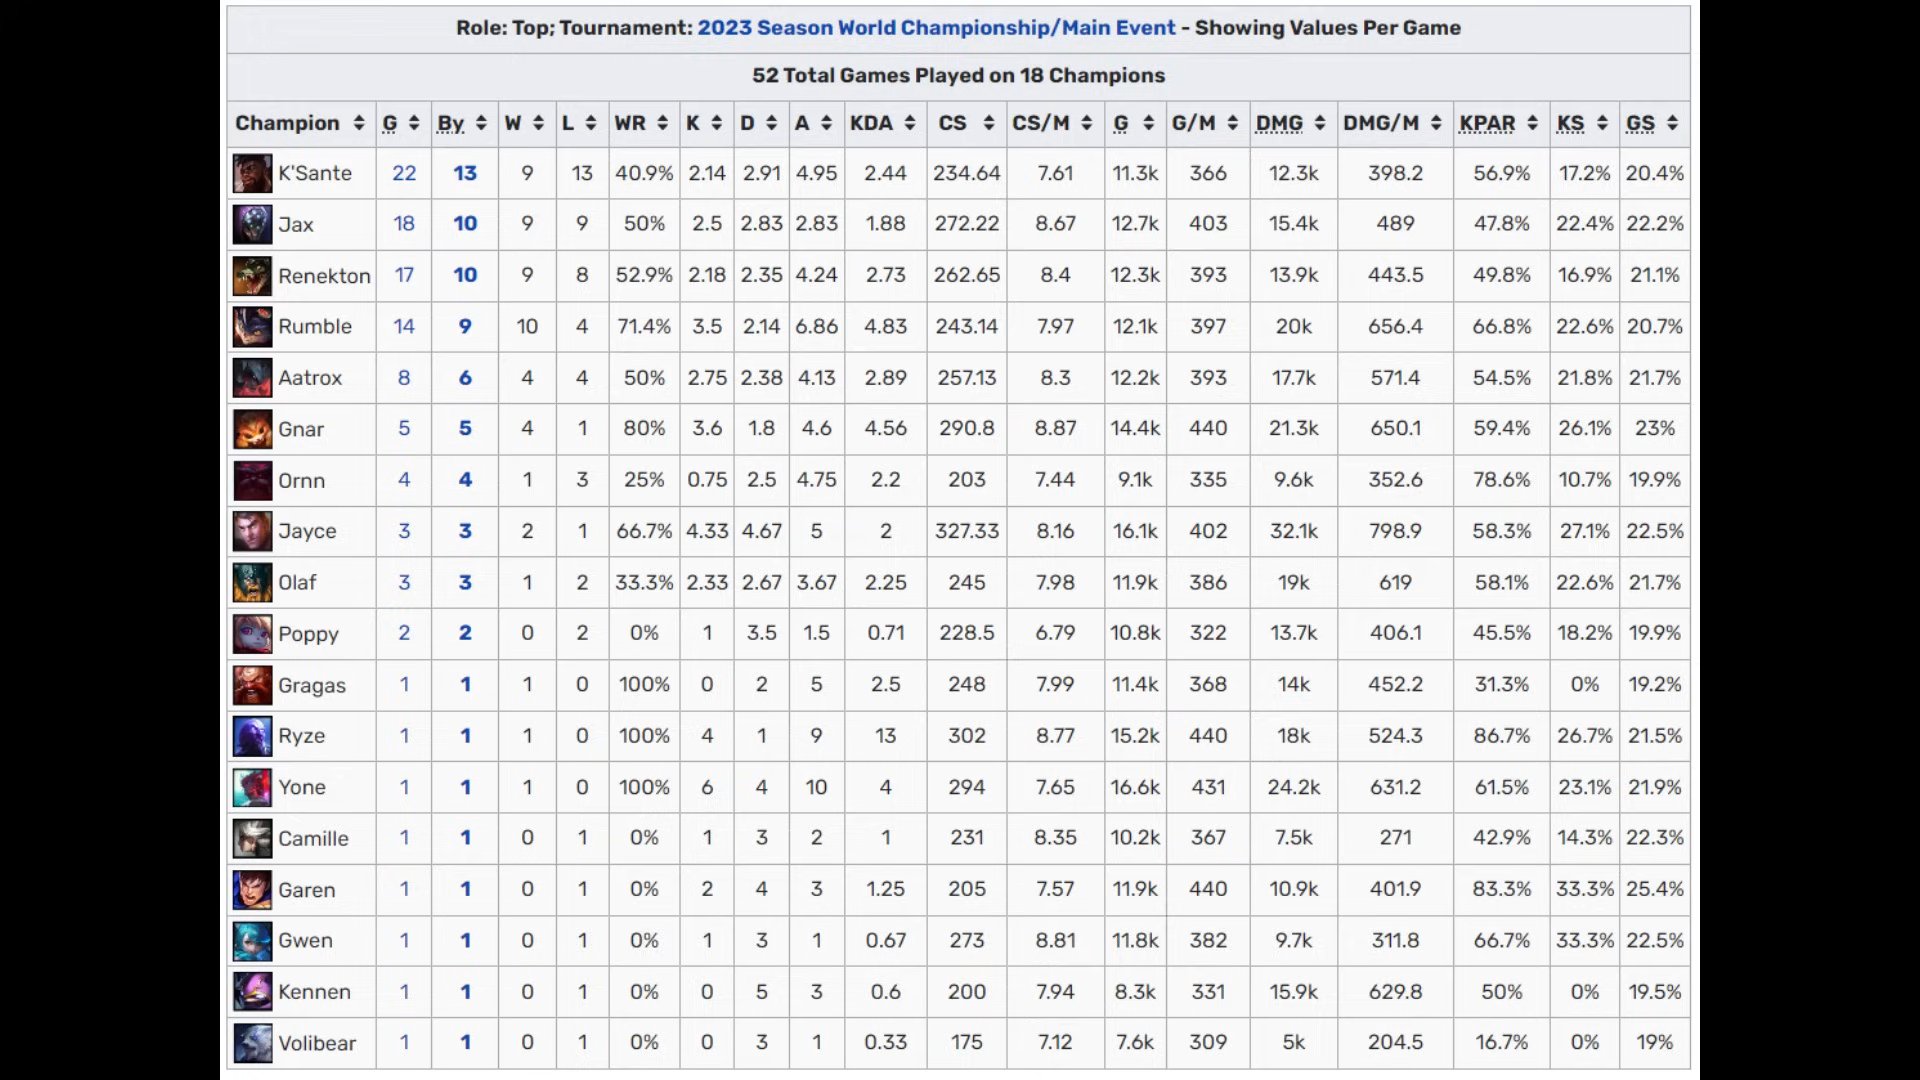 Role: Top; Tournament: 2023 Season World Championship/Main Event - Showing Values Per Game
52 Total Games Played on 18 Champions
Champion G By W L WR K D A KDA CS CS/M G G/M DMG DMG/M KPAR KS GS
K'Sante 22 13 9 13 40.9% 2.14 2.91 4.95 2.44 234.64 7.61 11.3k 366 12.3k 398.2 56.9% 17.2% 20.4%
Jax 18 10 9 9 50% 2.5 2.83 2.83 1.88 272.22 8.67 12.7k 403 15.4k 489 47.8% 22.4% 22.2%
Renekton 17 10 9 8 52.9% 2.18 2.35 4.24 2.73 262.65 8.4 12.3k 393 13.9k 443.5 49.8% 16.9% 21.1%
Rumble 14 9 10 4 71.4% 3.5 2.14 6.86 4.83 243.14 7.97 12.1k 397 20k 656.4 66.8% 22.6% 20.7%
Aatrox 8 6 4 4 50% 2.75 2.38 4.13 2.89 257.13 8.3 12.2k 393 17.7k 571.4 54.5% 21.8% 21.7%
Gnar 5 5 4 1 80% 3.6 1.8 4.6 4.56 290.8 8.87 14.4k 440 21.3k 650.1 59.4% 26.1% 23%
Ornn 4 4 1 3 25% 0.75 2.5 4.75 2.2 203 7.44 9.1k 335 9.6k 352.6 78.6% 10.7% 19.9%
Jayce 3 3 2 1 66.7% 4.33 4.67 5 2 327.33 8.16 16.1k 402 32.1k 798.9 58.3% 27.1% 22.5%
Olaf 3 3 1 2 33.3% 2.33 2.67 3.67 2.25 245 7.98 11.9k 386 19k 619 58.1% 22.6% 21.7%
Poppy 2 2 0 2 0% 1 3.5 1.5 0.71 228.5 6.79 10.8k 322 13.7k 406.1 45.5% 18.2% 19.9%
Gragas 1 1 1 0 100% 0 2 5 2.5 248 7.99 11.4k 368 14k 452.2 31.3% 0% 19.2%
Ryze 1 1 1 0 100% 4 1 9 13 302 8.77 15.2k 440 18k 524.3 86.7% 26.7% 21.5%
Yone 1 1 1 0 100% 6 4 10 4 294 7.65 16.6k 431 24.2k 631.2 61.5% 23.1% 21.9%
Camille 1 1 0 1 0% 1 3 2 1 231 8.35 10.2k 367 7.5k 271 42.9% 14.3% 22.3%
Garen 1 1 0 1 0% 2 4 3 1.25 205 7.57 11.9k 440 10.9k 401.9 83.3% 33.3% 25.4%
Gwen 1 1 0 1 0% 1 3 1 0.67 273 8.81 11.8k 382 9.7k 311.8 66.7% 33.3% 22.5%
Kennen 1 1 0 1 0% 0 5 3 0.6 200 7.94 8.3k 331 15.9k 629.8 50% 0% 19.5%
Volibear 1 1 0 1 0% 0 3 1 0.33 175 7.12 7.6k 309 5k 204.5 16.7% 0% 19%